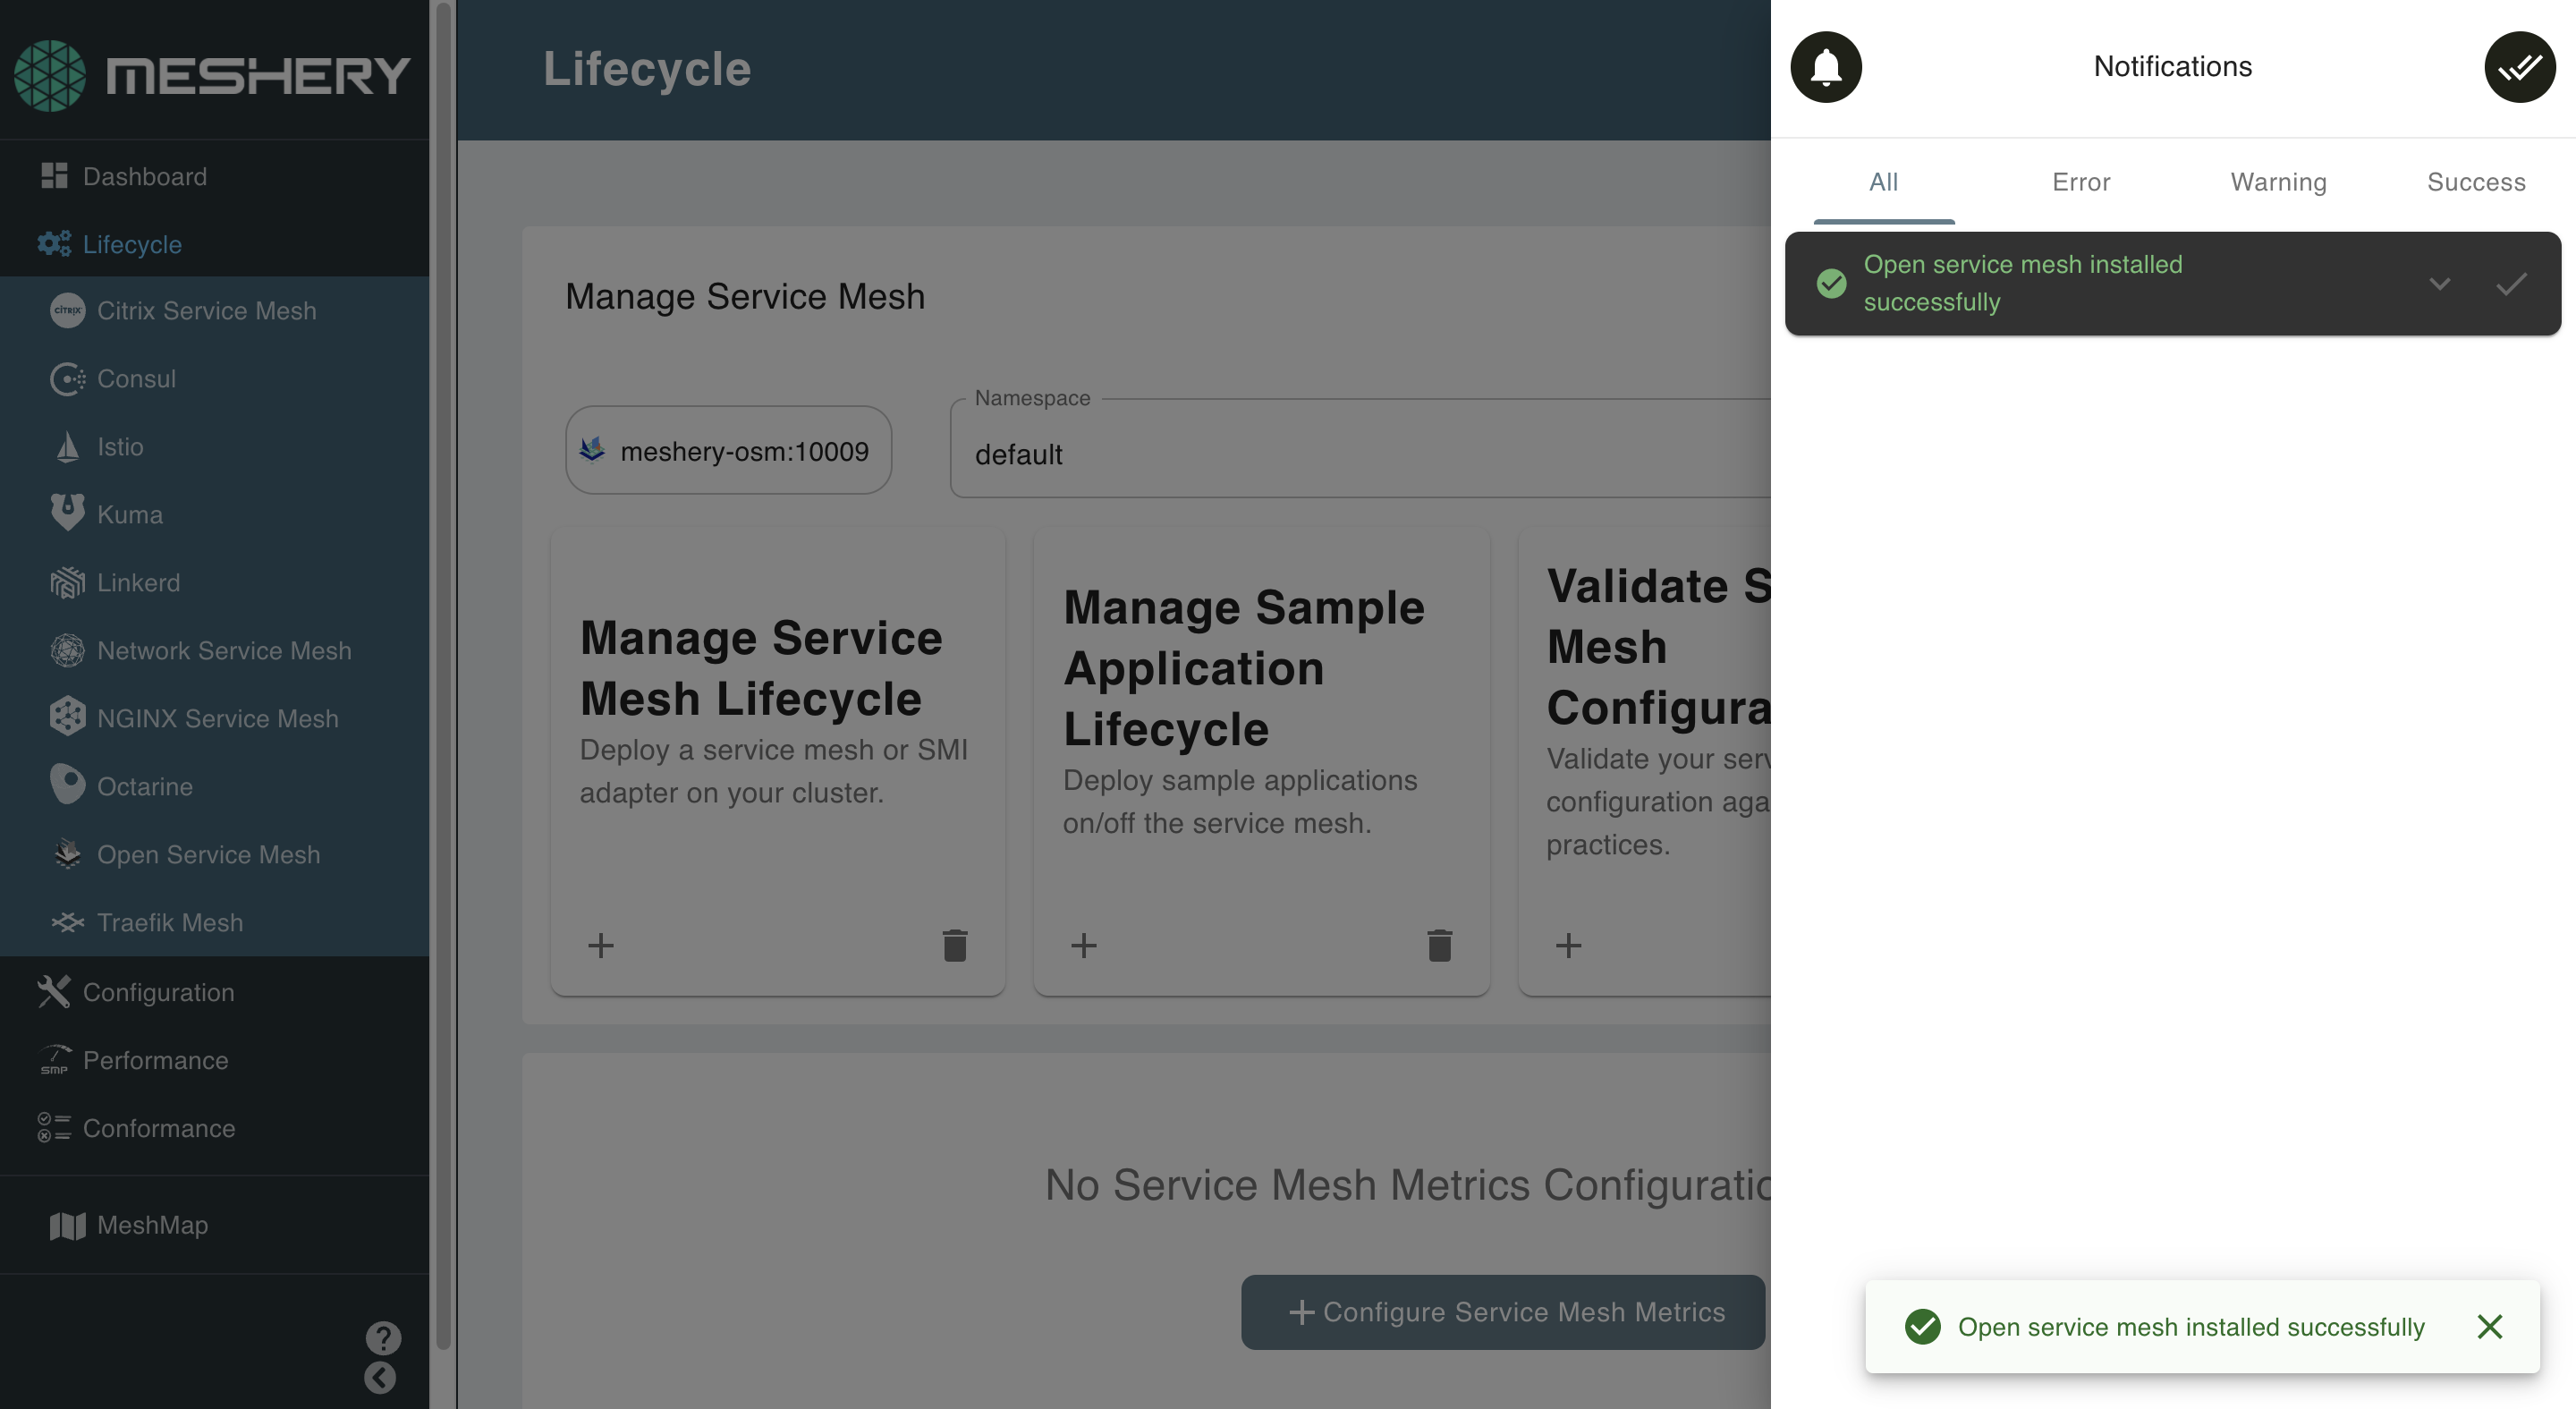 MESHERY
Dashboard
Lifecycle
CİTRIX
Citrix Service Mesh
Consul
Istio
Kuma
Linkerd
Network Service Mesh
NGINX Service Mesh
Octarine
Open Service Mesh
Traefik Mesh
Configuration
SMP
Performance
Conformance
MeshMap
?
Lifecycle
Manage Service Mesh
meshery-osm:10009
Namespace
default
Manage Service
Mesh Lifecycle
Deploy a service mesh or SMI
adapter on your cluster.
Manage Sample
Application
Lifecycle
Deploy sample applications
on/off the service mesh.
Validate S
Mesh
Configura
Validate your serv
configuration aga
practices.
No Service Mesh Metrics Configuratio
+ Configure Service Mesh Metrics
Notifications
All
Error
Warning
Success
Open service mesh installed
successfully
Open service mesh installed successfully